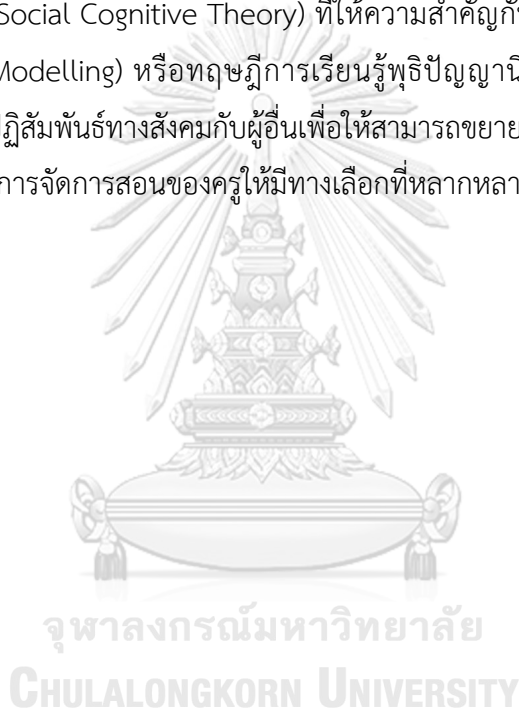 Social Cognitive Theory) ที่ให้ความสำคัญกั
Modelling) หรือทฤษฎีการเรียนรู้พุธิปัญญานิ
ปฏิสัมพันธ์ทางสังคมกับผู้อื่นเพื่อให้สามารถขยาย
การจัดการสอนของครูให้มีทางเลือกที่หลากหลา
จุฬาลงกรณ์มหาวิทยาลัย
CHULALONGKORN UNIVERSITY